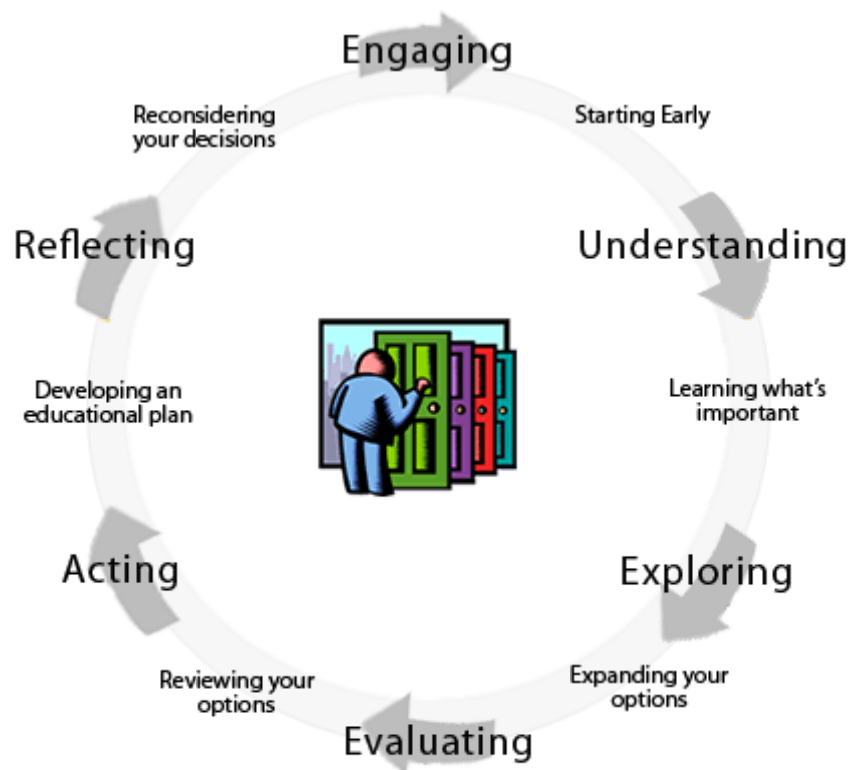 Engaging
Starting Early
Understanding
Learning what's
important
Exploring
Expanding your
options
Evaluating
Reviewing your
options
Acting
Developing an
educational plan
Reflecting
Reconsidering
your decisions